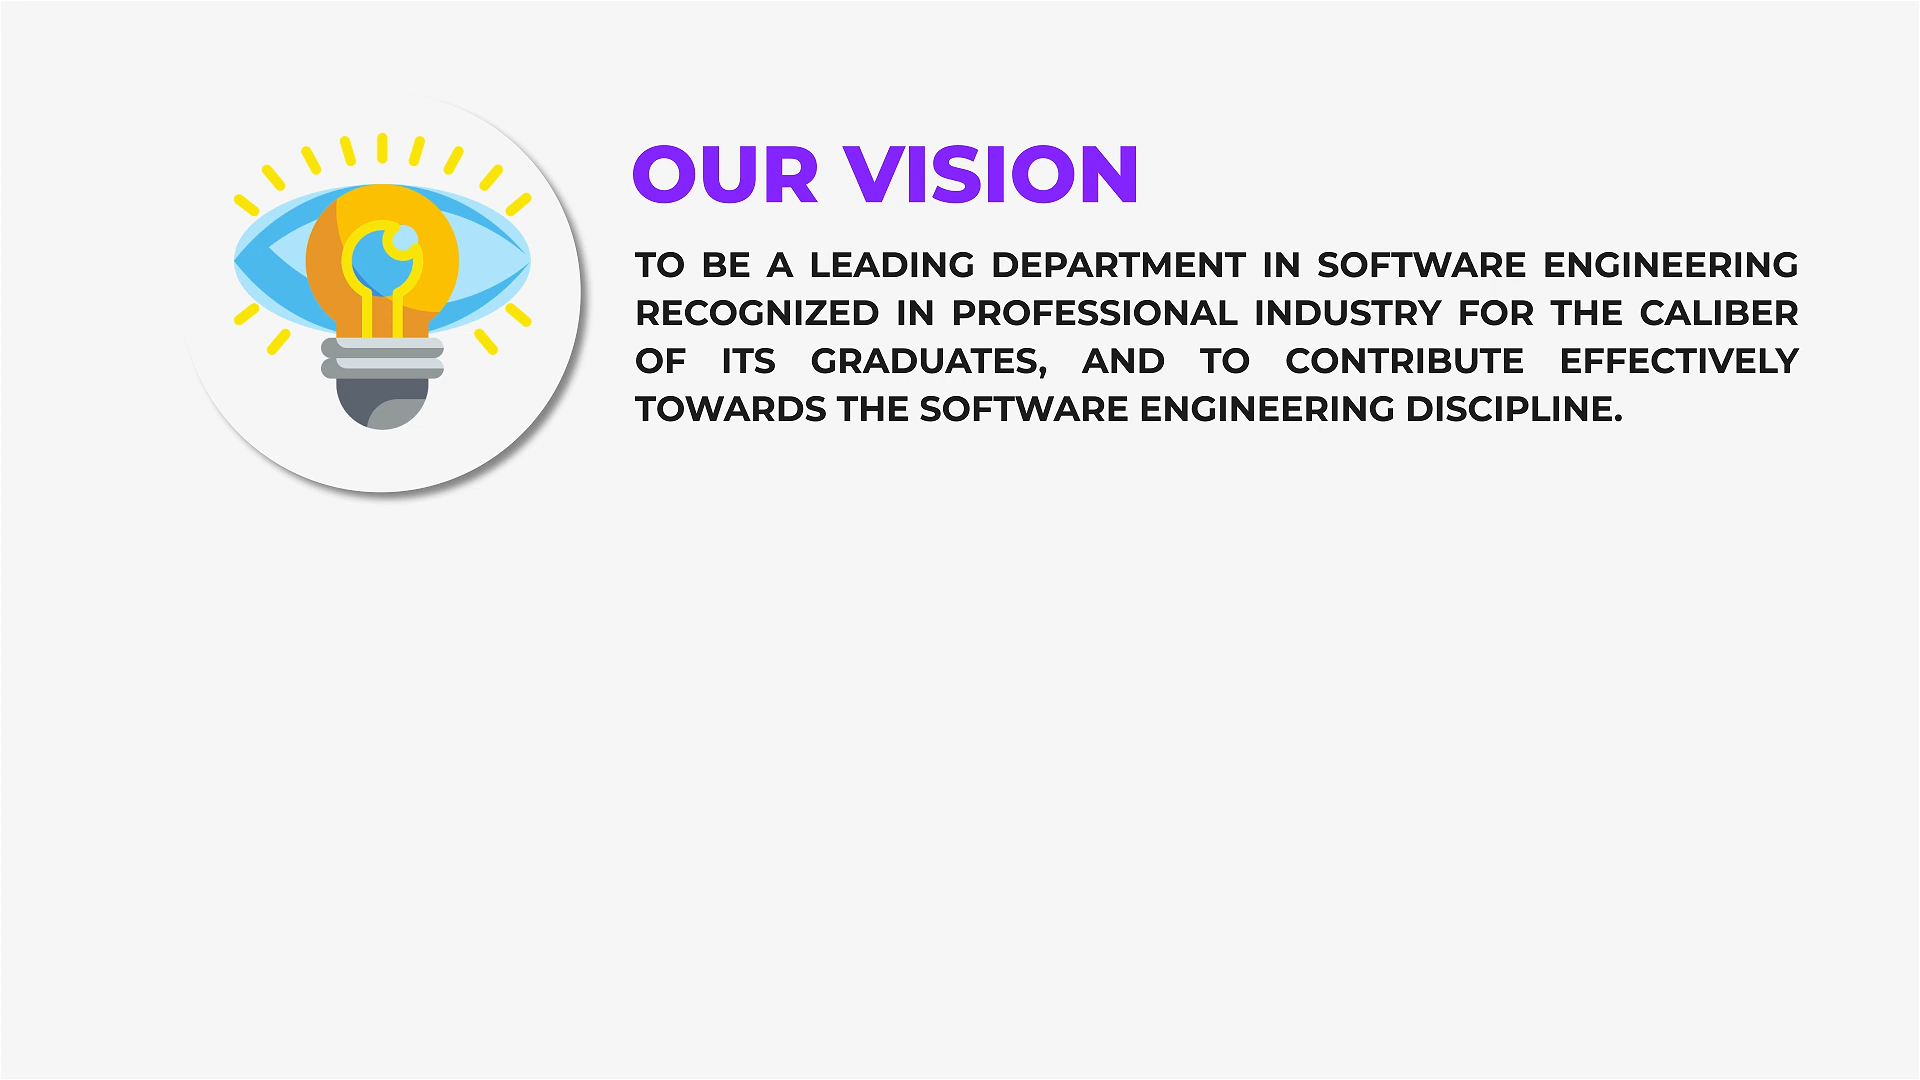 OUR VISION
TO BE A LEADING DEPARTMENT IN SOFTWARE ENGINEERING
RECOGNIZED IN PROFESSIONAL INDUSTRY FOR THE CALIBER
OF ITS GRADUATES, AND TO CONTRIBUTE EFFECTIVELY
TOWARDS THE SOFTWARE ENGINEERING DISCIPLINE.